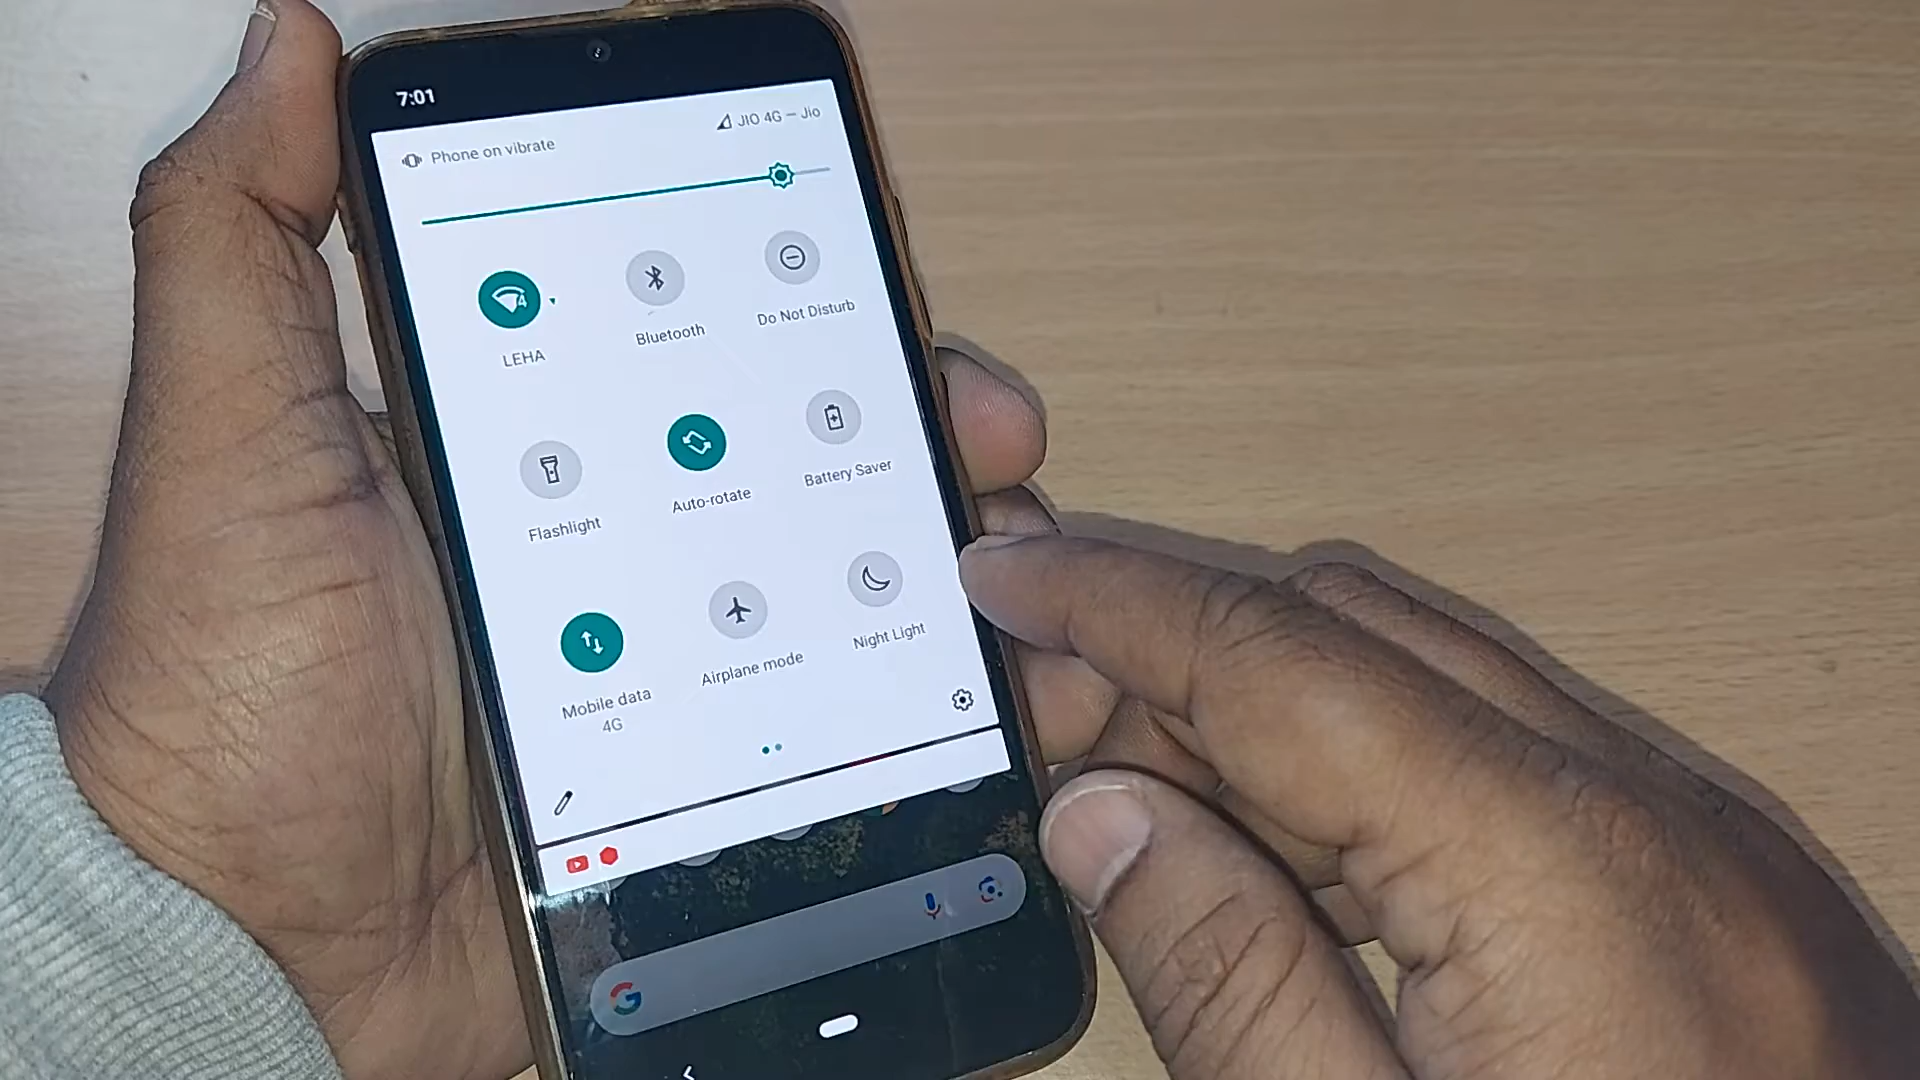 7:01
JIO 4G — Jio
Phone on vibrate
LEHA
Bluetooth
Do Not Disturb
Flashlight
Auto-rotate
Battery Saver
Mobile data
4G
Airplane mode
Night Light